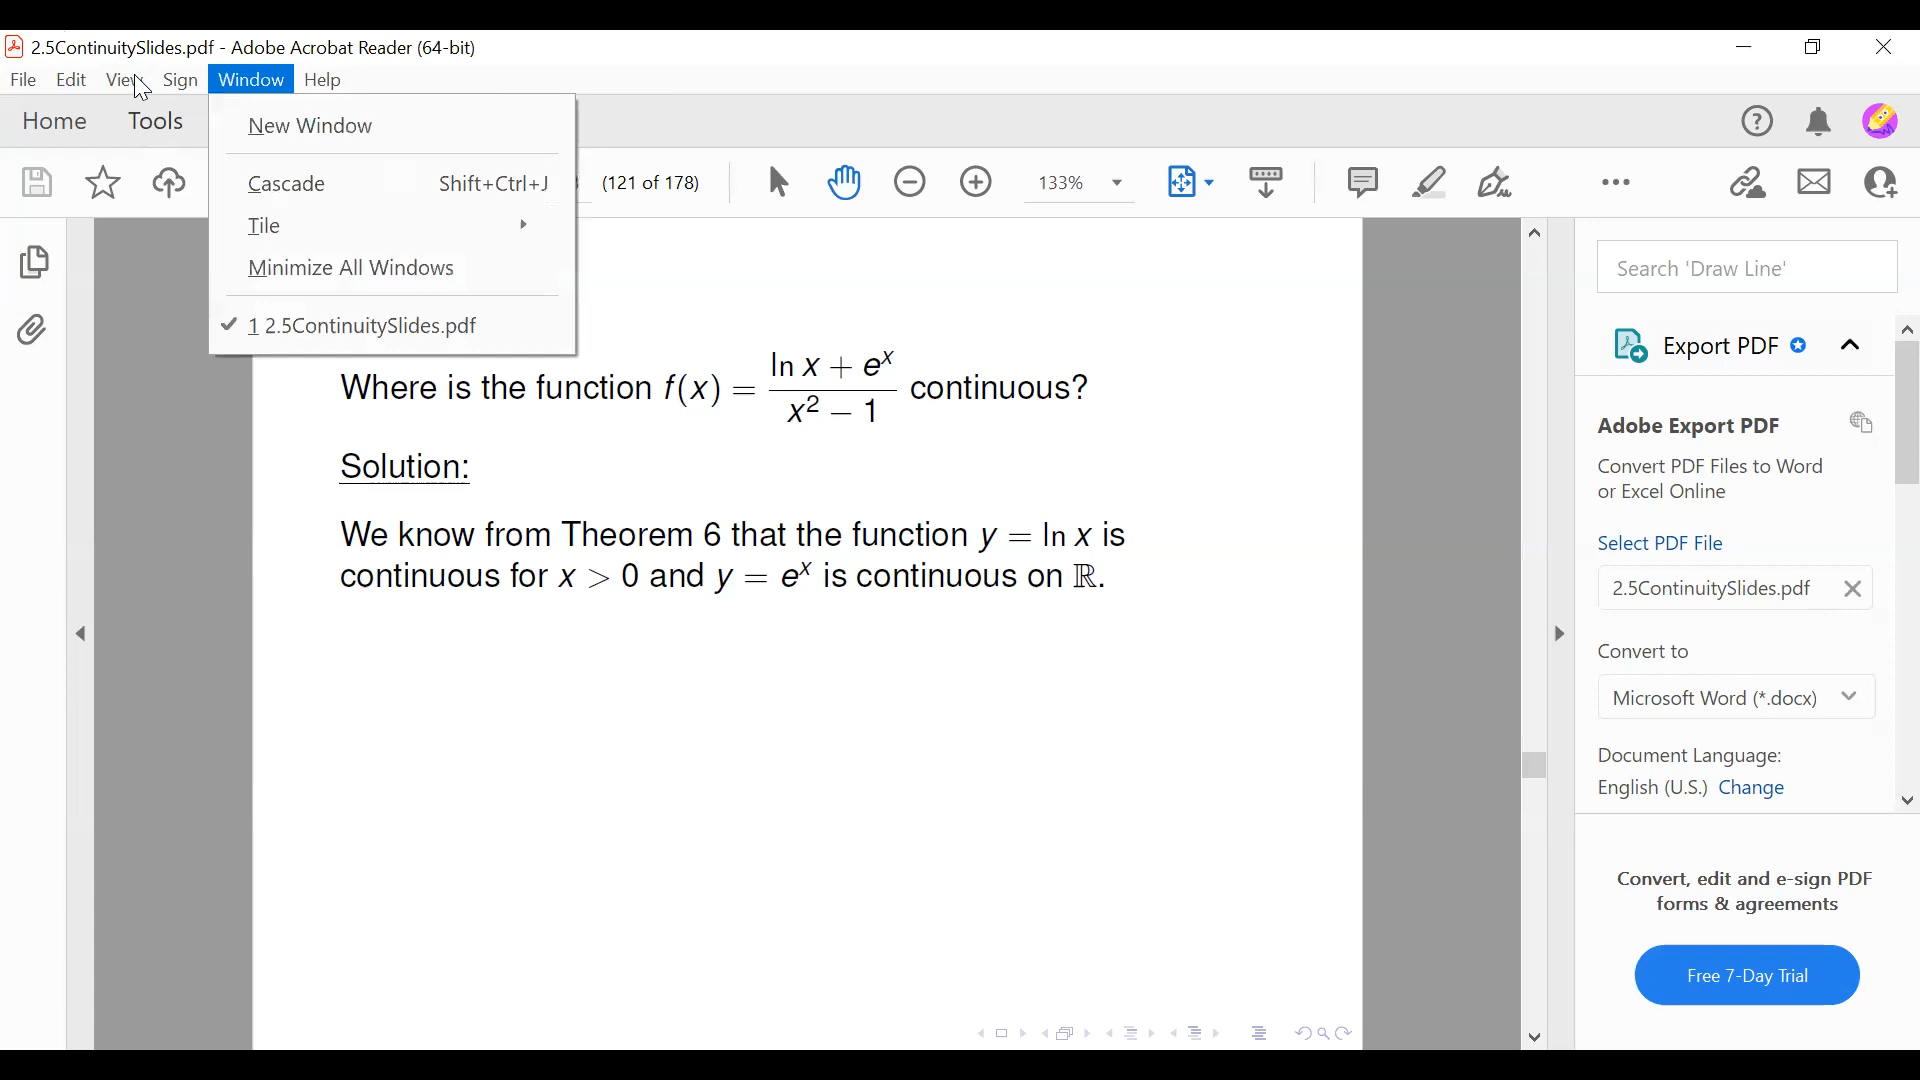 2.5ContinuitySlides.pdf - Adobe Acrobat Reader (64-bit)
File Edit View Sign Window Help
Home Tools
New Window
Cascade Shift+Ctrl+J
Tile
Minimize All Windows
1 2.5ContinuitySlides.pdf
(121 of 178)
133%
Where is the function f(x) = (ln x + e^x)/(x² − 1) continuous?
Solution:
We know from Theorem 6 that the function y = ln x is
continuous for x > 0 and y = e^x is continuous on ℝ.
Search 'Draw Line'
Export PDF
Adobe Export PDF
Convert PDF Files to Word
or Excel Online
Select PDF File
2.5ContinuitySlides.pdf
Convert to
Microsoft Word (*.docx)
Document Language:
English (U.S.) Change
Convert, edit and e-sign PDF
forms & agreements
Free 7-Day Trial